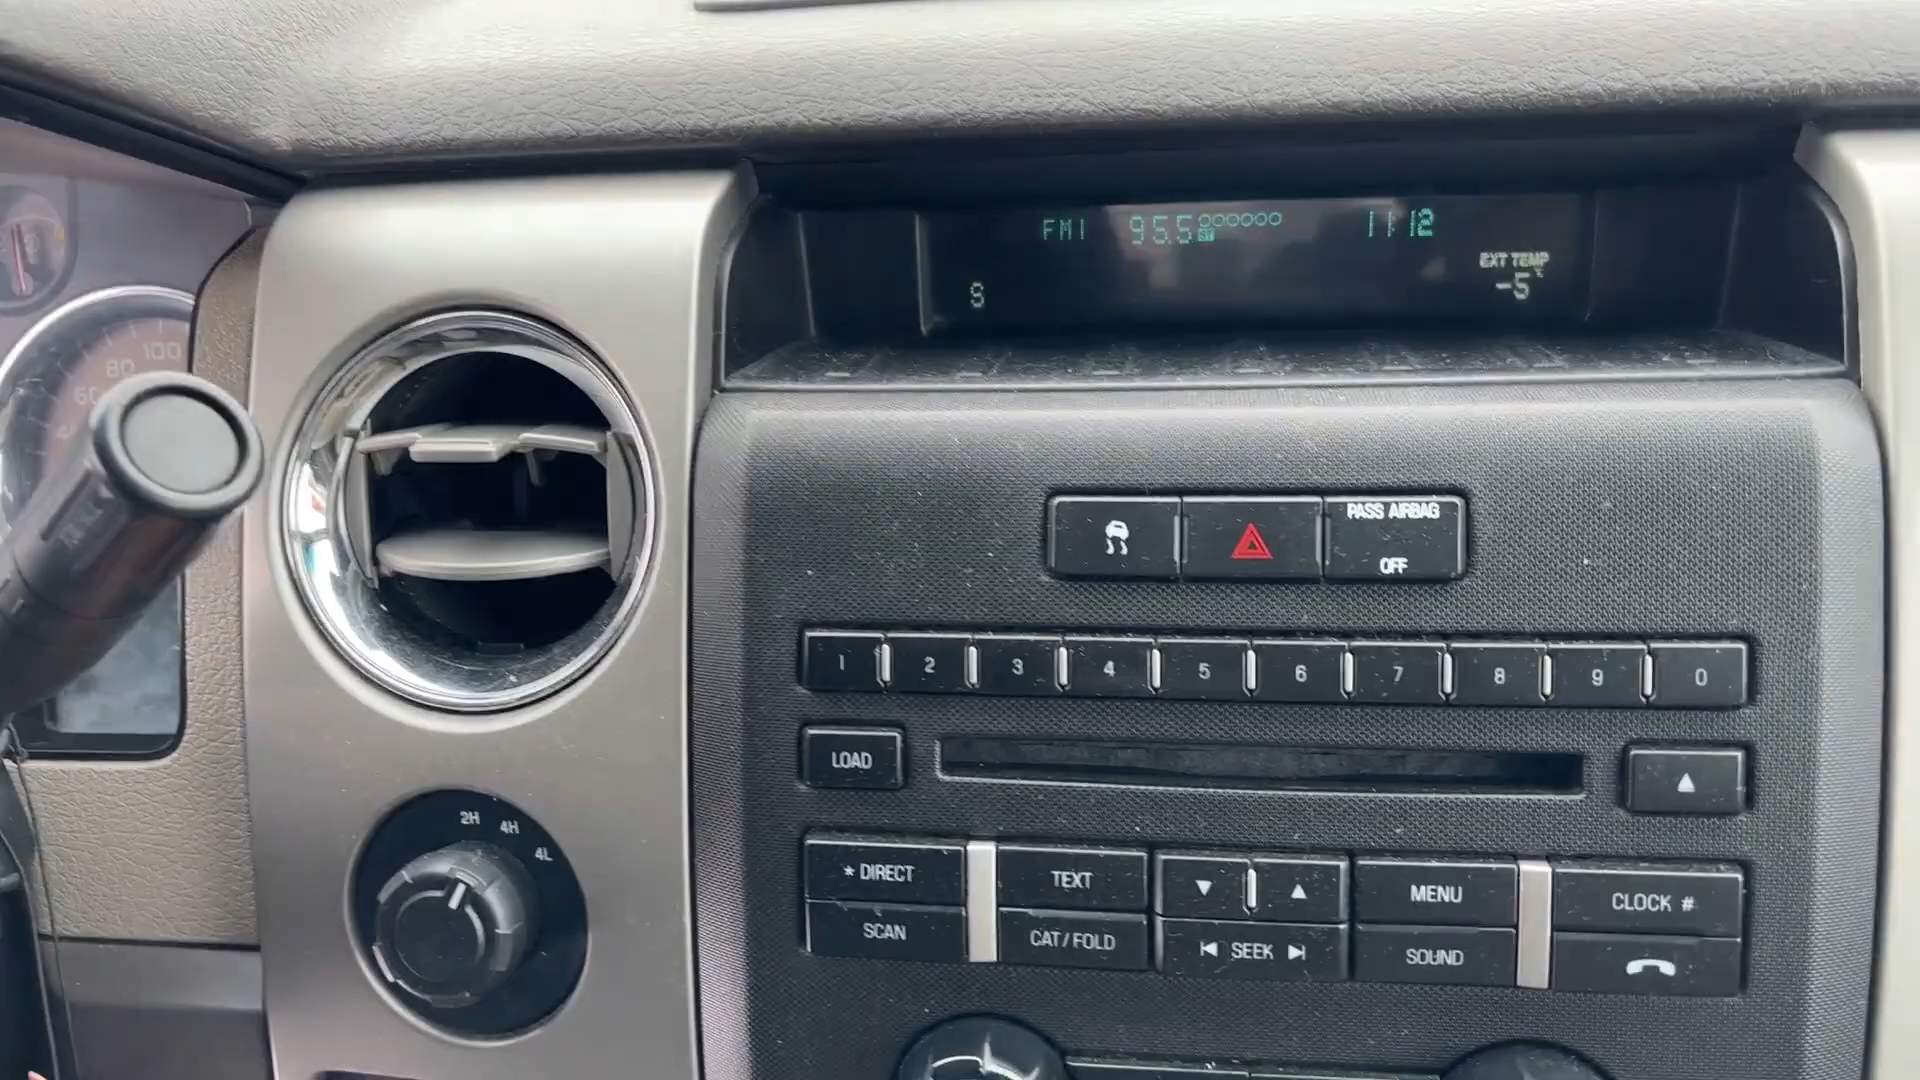 FM1 95.5 ST 11:12
EXT TEMP
-5°C
S
60 80 100
PASS AIRBAG
OFF
1 2 3 4 5 6 7 8 9 0
LOAD
2H 4H 4L
* DIRECT TEXT MENU CLOCK #
SCAN CAT/FOLD SEEK SOUND